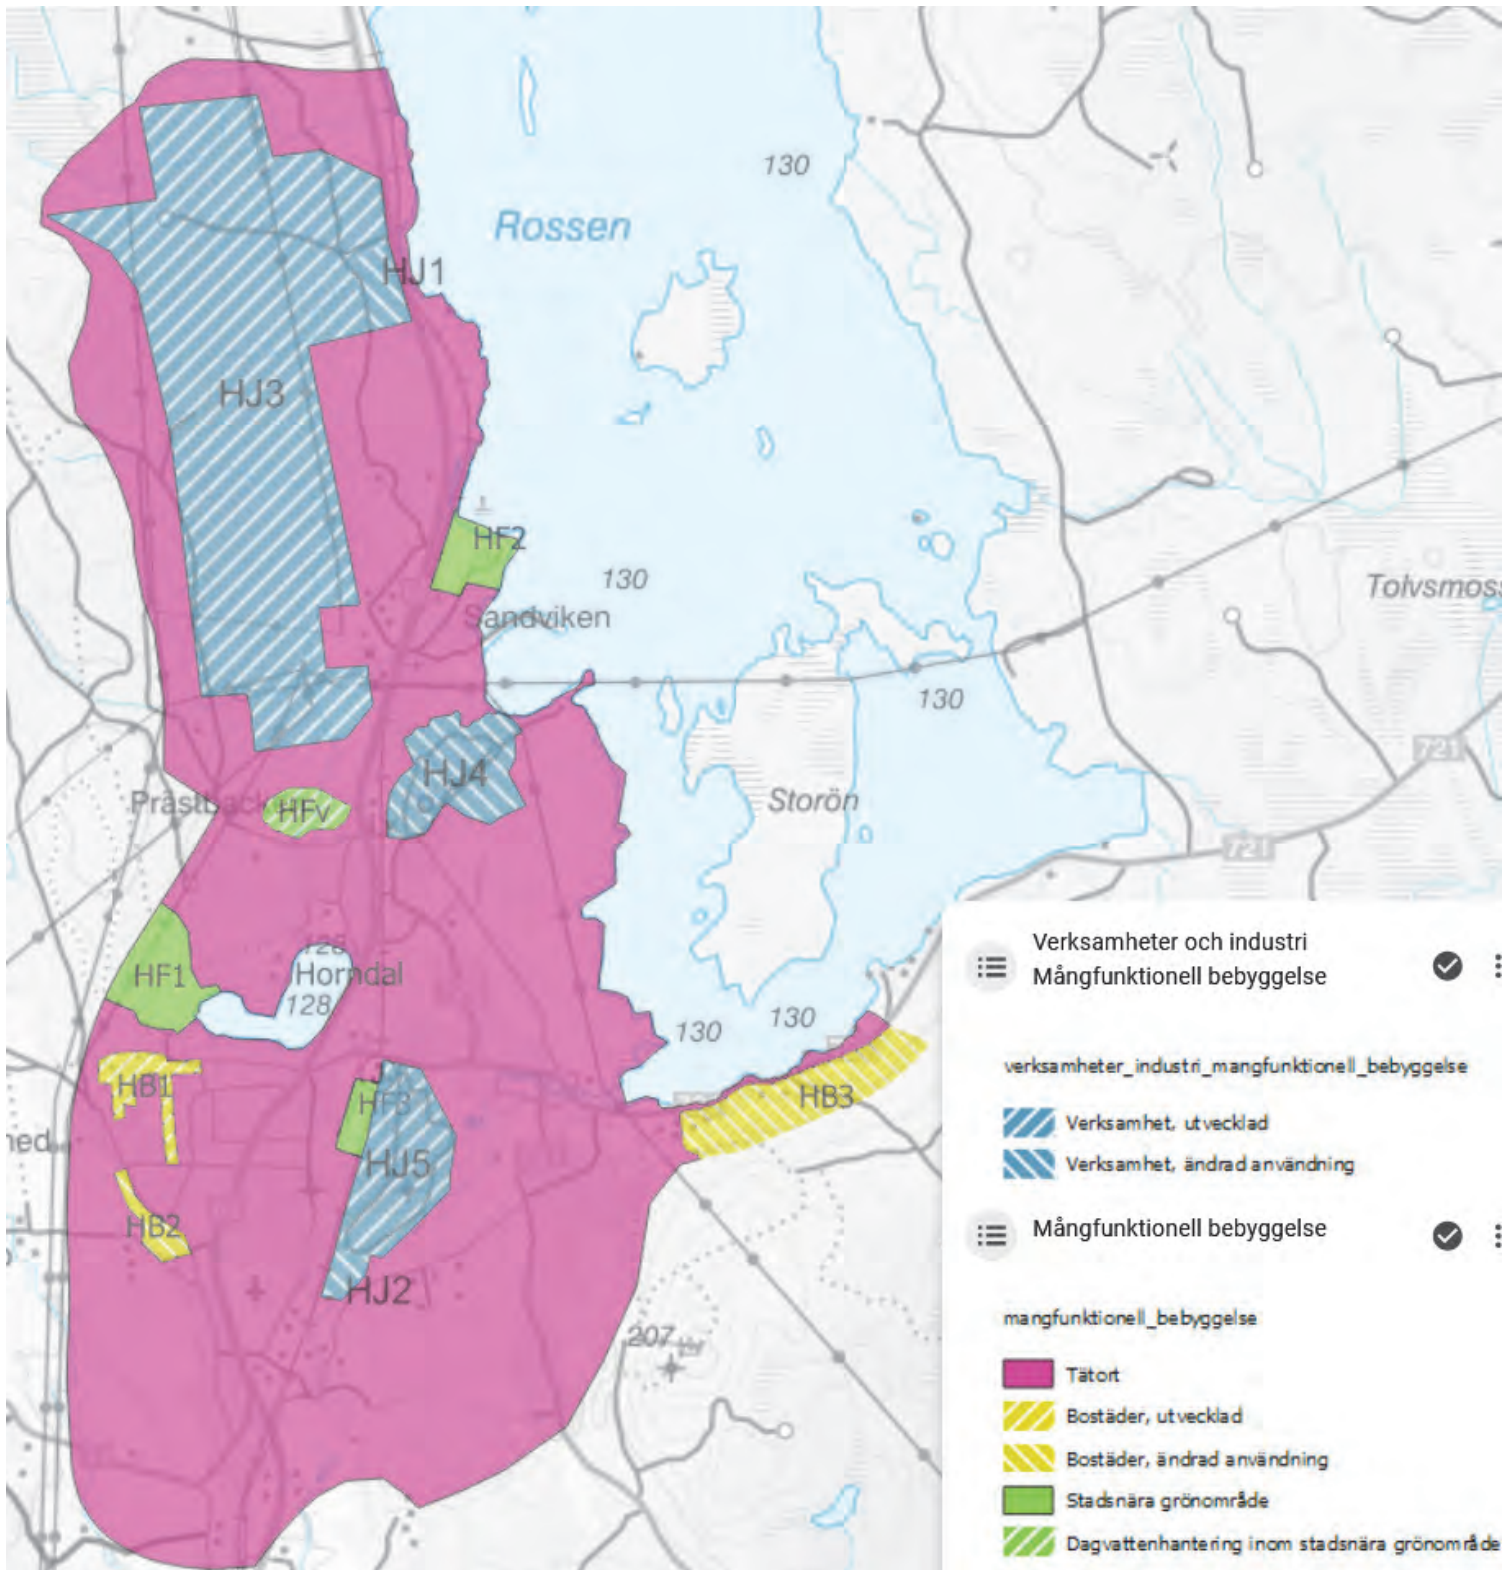 130
Rossen
HJ1
HJ3
HF2
130
Sandviken
Tolvsmoss
130
721
HJ4
Storön
HFv
721
128
Horndal
HF1
128
130
130
HB1
HF3
HB3
HJ5
HB2
HJ2
207
Verksamheter och industri
Mångfunktionell bebyggelse
verksamheter_industri_mangfunktionell_bebyggelse
Verksamhet, utvecklad
Verksamhet, ändrad användning
Mångfunktionell bebyggelse
mangfunktionell_bebyggelse
Tätort
Bostäder, utvecklad
Bostäder, ändrad användning
Stadsnära grönområde
Dagvattenhantering inom stadsnära grönområde